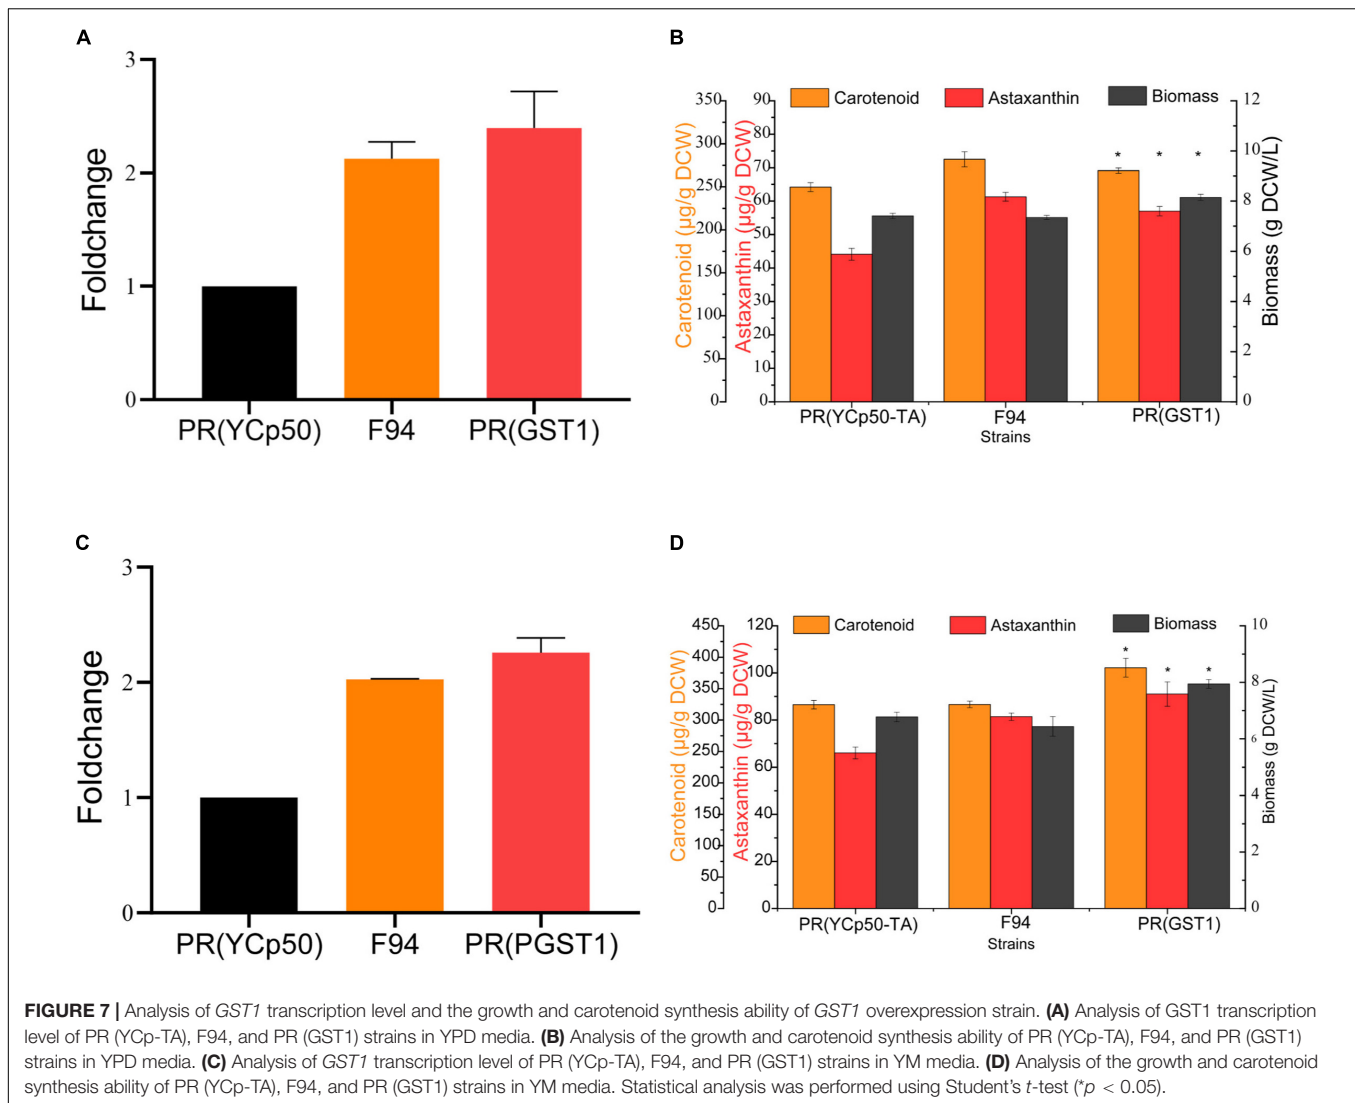 A
3
2
1
0
Foldchange
PR(YCp50) F94 PR(GST1)
B
Carotenoid Astaxanthin Biomass
350
300
250
200
150
100
50
0
Carotenoid (µg/g DCW)
90
80
70
60
50
40
30
20
10
0
Astaxanthin (µg/g DCW)
* * *
12
10
8
6
4
2
0
Biomass (g DCW/L)
PR(YCp50-TA) F94 PR(GST1)
Strains
C
3
2
1
0
Foldchange
PR(YCp50) F94 PR(PGST1)
D
Carotenoid Astaxanthin Biomass
450
400
350
300
250
200
150
100
50
0
Carotenoid (µg/g DCW)
120
100
80
60
40
20
0
Astaxanthin (µg/g DCW)
* * *
10
8
6
4
2
0
Biomass (g DCW/L)
PR(YCp50-TA) F94 PR(GST1)
Strains
FIGURE 7 | Analysis of GST1 transcription level and the growth and carotenoid synthesis ability of GST1 overexpression strain. (A) Analysis of GST1 transcription
level of PR (YCp-TA), F94, and PR (GST1) strains in YPD media. (B) Analysis of the growth and carotenoid synthesis ability of PR (YCp-TA), F94, and PR (GST1)
strains in YPD media. (C) Analysis of GST1 transcription level of PR (YCp-TA), F94, and PR (GST1) strains in YM media. (D) Analysis of the growth and carotenoid
synthesis ability of PR (YCp-TA), F94, and PR (GST1) strains in YM media. Statistical analysis was performed using Student's t-test (*p < 0.05).